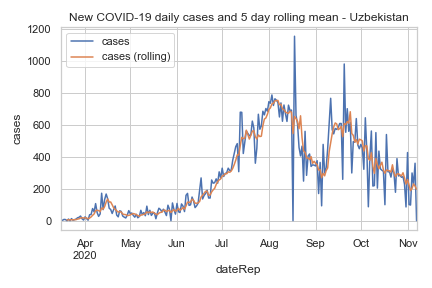 New COVID-19 daily cases and 5 day rolling mean - Uzbekistan
cases
cases (rolling)
1200
1000
800
600
400
200
0
cases
Apr
2020
May
Jun
Jul
Aug
Sep
Oct
Nov
dateRep